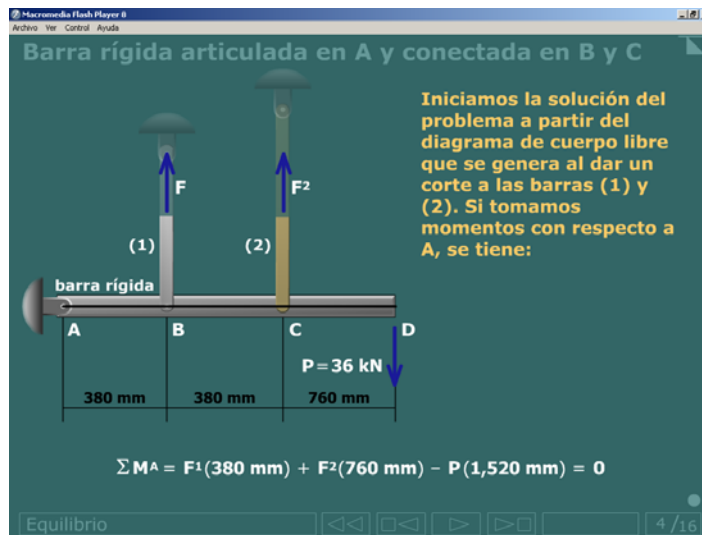 Macromedia Flash Player 8
Archivo Ver Control Ayuda
Barra rígida articulada en A y conectada en B y C
Iniciamos la solución del
problema a partir del
diagrama de cuerpo libre
que se genera al dar un
corte a las barras (1) y
(2). Si tomamos
momentos con respecto a
A, se tiene:
F
F²
(1)
(2)
barra rígida
A
B
C
D
P=36 kN
380 mm
380 mm
760 mm
ΣMᴬ = F¹(380 mm) + F²(760 mm) – P(1,520 mm) = 0
Equilibrio
4/16